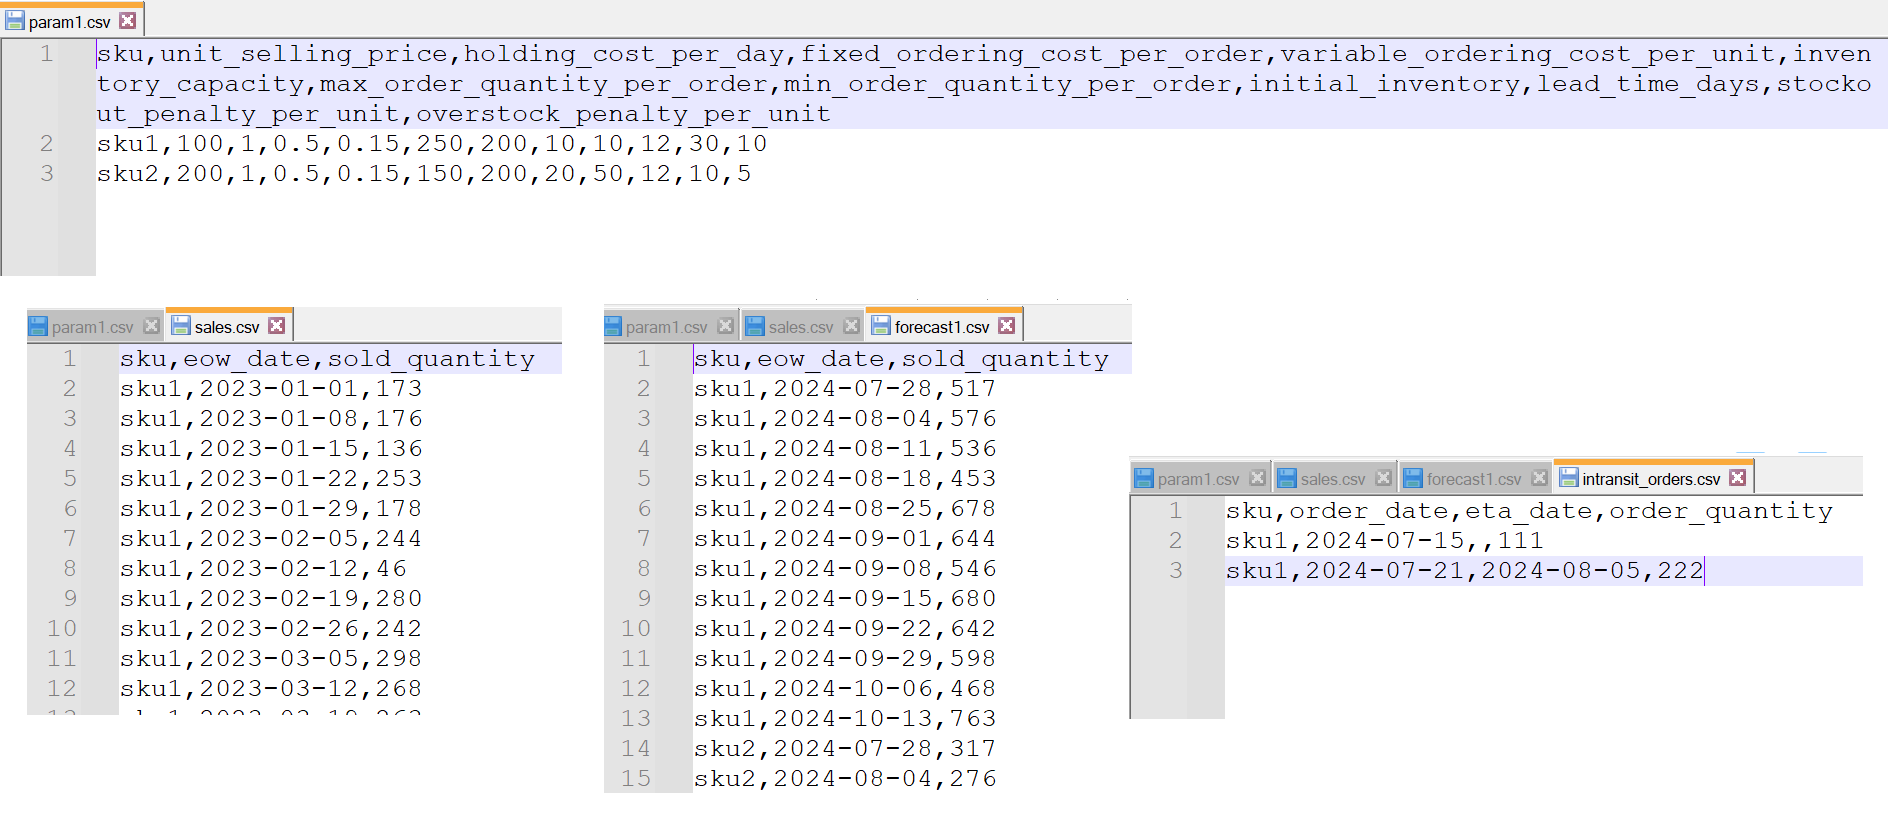 param1.csv
1 sku,unit_selling_price,holding_cost_per_day,fixed_ordering_cost_per_order,variable_ordering_cost_per_unit,inven
tory_capacity,max_order_quantity_per_order,min_order_quantity_per_order,initial_inventory,lead_time_days,stocko
ut_penalty_per_unit,overstock_penalty_per_unit
2 sku1,100,1,0.5,0.15,250,200,10,10,12,30,10
3 sku2,200,1,0.5,0.15,150,200,20,50,12,10,5
param1.csv sales.csv
1 sku,eow_date,sold_quantity
2 sku1,2023-01-01,173
3 sku1,2023-01-08,176
4 sku1,2023-01-15,136
5 sku1,2023-01-22,253
6 sku1,2023-01-29,178
7 sku1,2023-02-05,244
8 sku1,2023-02-12,46
9 sku1,2023-02-19,280
10 sku1,2023-02-26,242
11 sku1,2023-03-05,298
12 sku1,2023-03-12,268
param1.csv sales.csv forecast1.csv
1 sku,eow_date,sold_quantity
2 sku1,2024-07-28,517
3 sku1,2024-08-04,576
4 sku1,2024-08-11,536
5 sku1,2024-08-18,453
6 sku1,2024-08-25,678
7 sku1,2024-09-01,644
8 sku1,2024-09-08,546
9 sku1,2024-09-15,680
10 sku1,2024-09-22,642
11 sku1,2024-09-29,598
12 sku1,2024-10-06,468
13 sku1,2024-10-13,763
14 sku2,2024-07-28,317
15 sku2,2024-08-04,276
param1.csv sales.csv forecast1.csv intransit_orders.csv
1 sku,order_date,eta_date,order_quantity
2 sku1,2024-07-15,,111
3 sku1,2024-07-21,2024-08-05,222